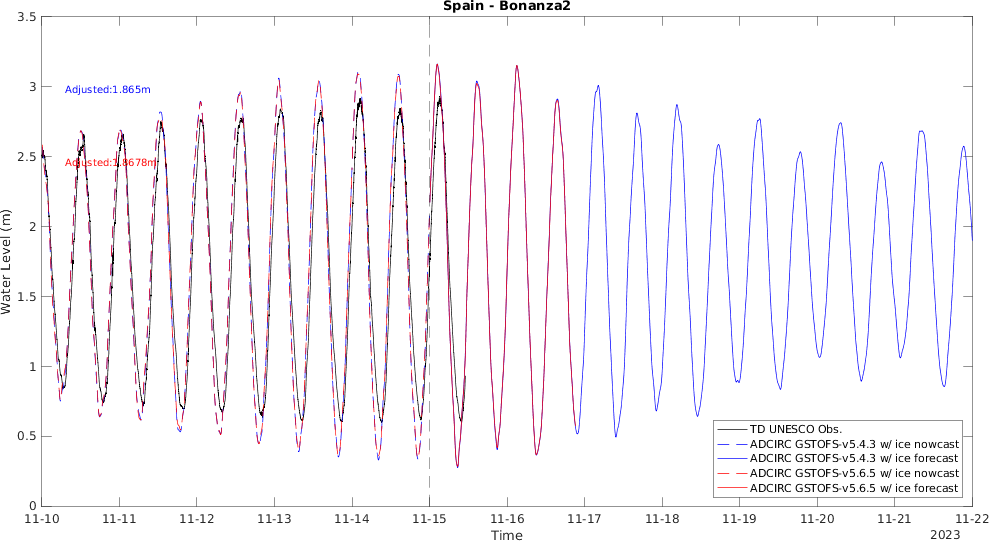 Spain - Bonanza2
3.5
3
2.5
2
1.5
1
0.5
0
Water Level (m)
Adjusted:1.865m
Adjusted:1.8678m
TD UNESCO Obs.
ADCIRC GSTOFS-v5.4.3 w/ ice nowcast
ADCIRC GSTOFS-v5.4.3 w/ ice forecast
ADCIRC GSTOFS-v5.6.5 w/ ice nowcast
ADCIRC GSTOFS-v5.6.5 w/ ice forecast
11-10 11-11 11-12 11-13 11-14 11-15 11-16 11-17 11-18 11-19 11-20 11-21 11-22
Time
2023